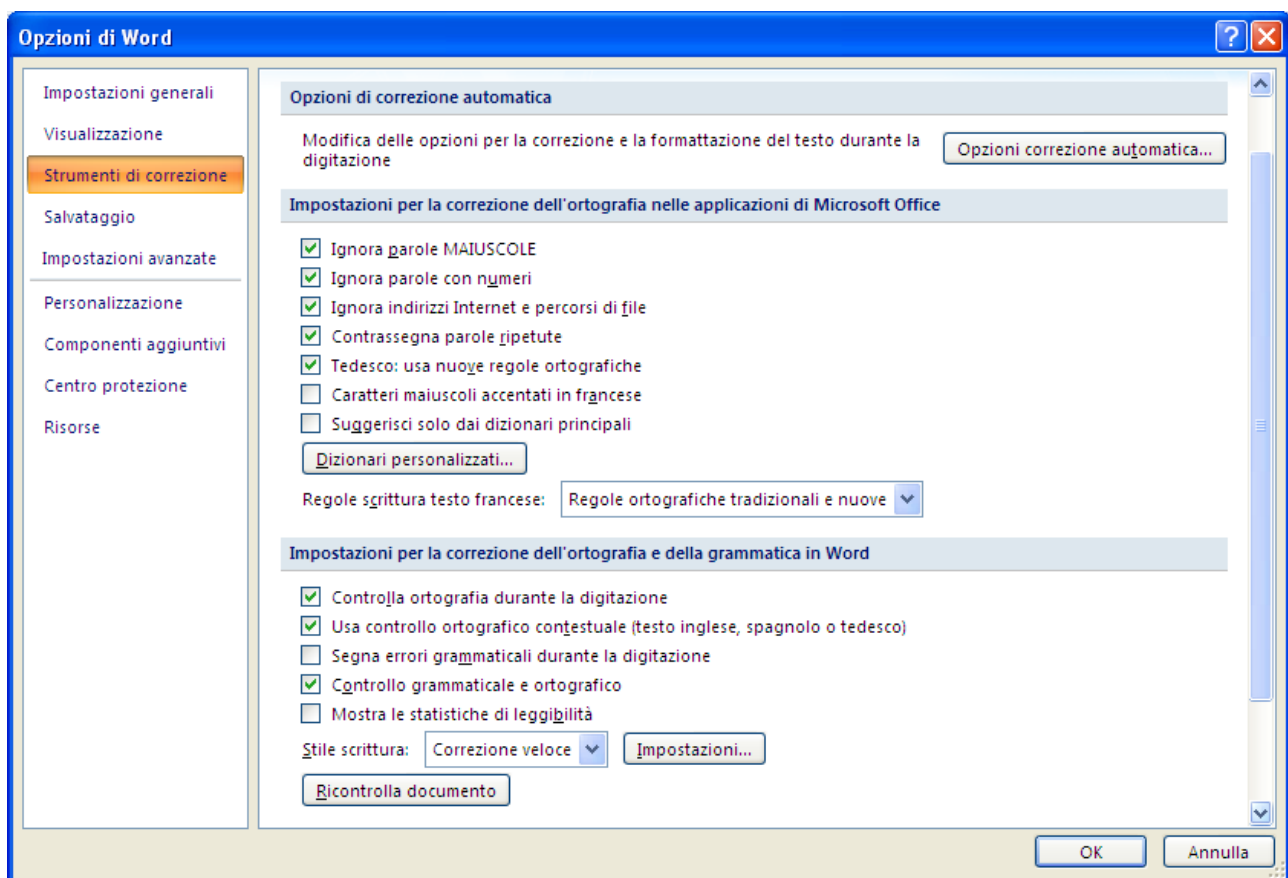 Opzioni di Word
Impostazioni generali
Visualizzazione
Strumenti di correzione
Salvataggio
Impostazioni avanzate
Personalizzazione
Componenti aggiuntivi
Centro protezione
Risorse
Opzioni di correzione automatica
Modifica delle opzioni per la correzione e la formattazione del testo durante la
digitazione
Opzioni correzione automatica...
Impostazioni per la correzione dell'ortografia nelle applicazioni di Microsoft Office
Ignora parole MAIUSCOLE
Ignora parole con numeri
Ignora indirizzi Internet e percorsi di file
Contrassegna parole ripetute
Tedesco: usa nuove regole ortografiche
Caratteri maiuscoli accentati in francese
Suggerisci solo dai dizionari principali
Dizionari personalizzati...
Regole scrittura testo francese: Regole ortografiche tradizionali e nuove
Impostazioni per la correzione dell'ortografia e della grammatica in Word
Controlla ortografia durante la digitazione
Usa controllo ortografico contestuale (testo inglese, spagnolo o tedesco)
Segna errori grammaticali durante la digitazione
Controllo grammaticale e ortografico
Mostra le statistiche di leggibilità
Stile scrittura: Correzione veloce Impostazioni...
Ricontrolla documento
OK Annulla